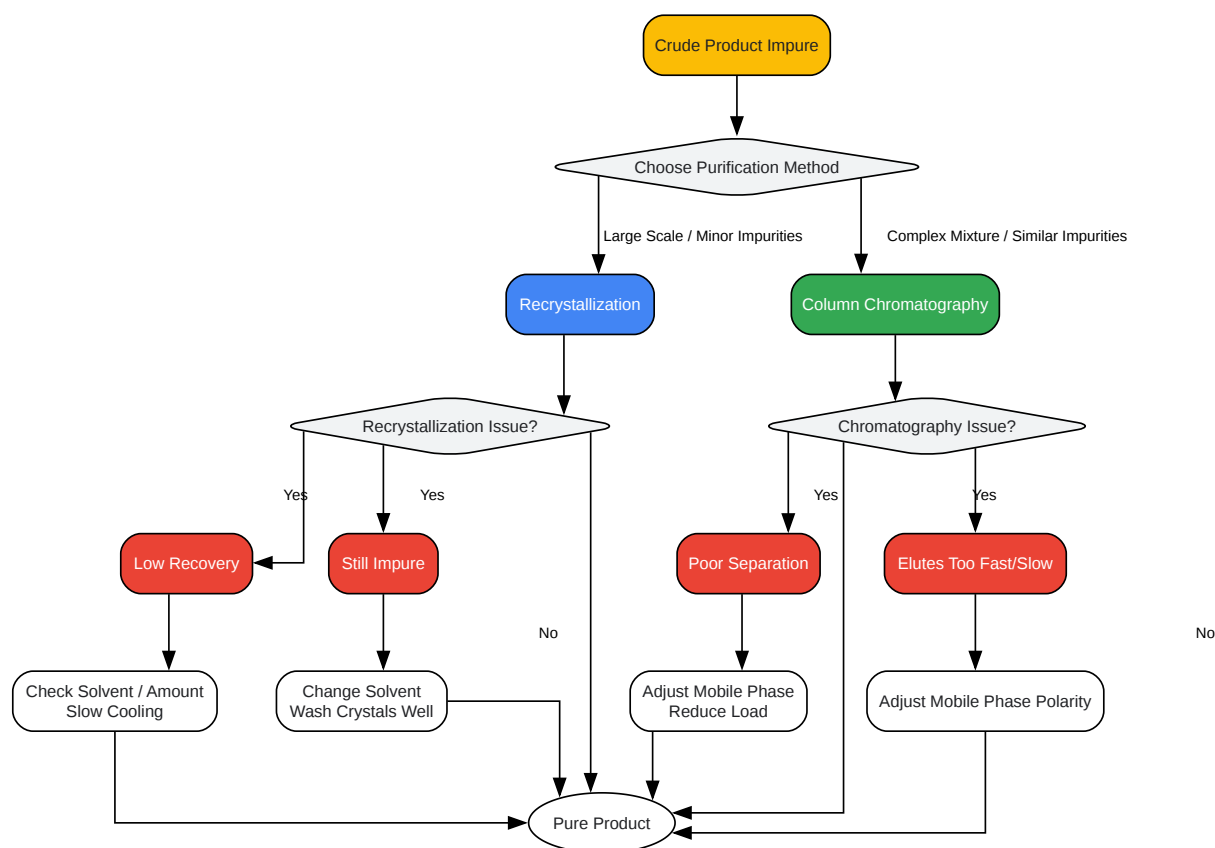 Crude Product Impure
Choose Purification Method
Large Scale / Minor Impurities
Complex Mixture / Similar Impurities
Recrystallization
Column Chromatography
Recrystallization Issue?
Chromatography Issue?
Yes
Yes
Yes
Yes
Low Recovery
Still Impure
Poor Separation
Elutes Too Fast/Slow
No
No
Check Solvent / Amount
Slow Cooling
Change Solvent
Wash Crystals Well
Adjust Mobile Phase
Reduce Load
Adjust Mobile Phase Polarity
Pure Product